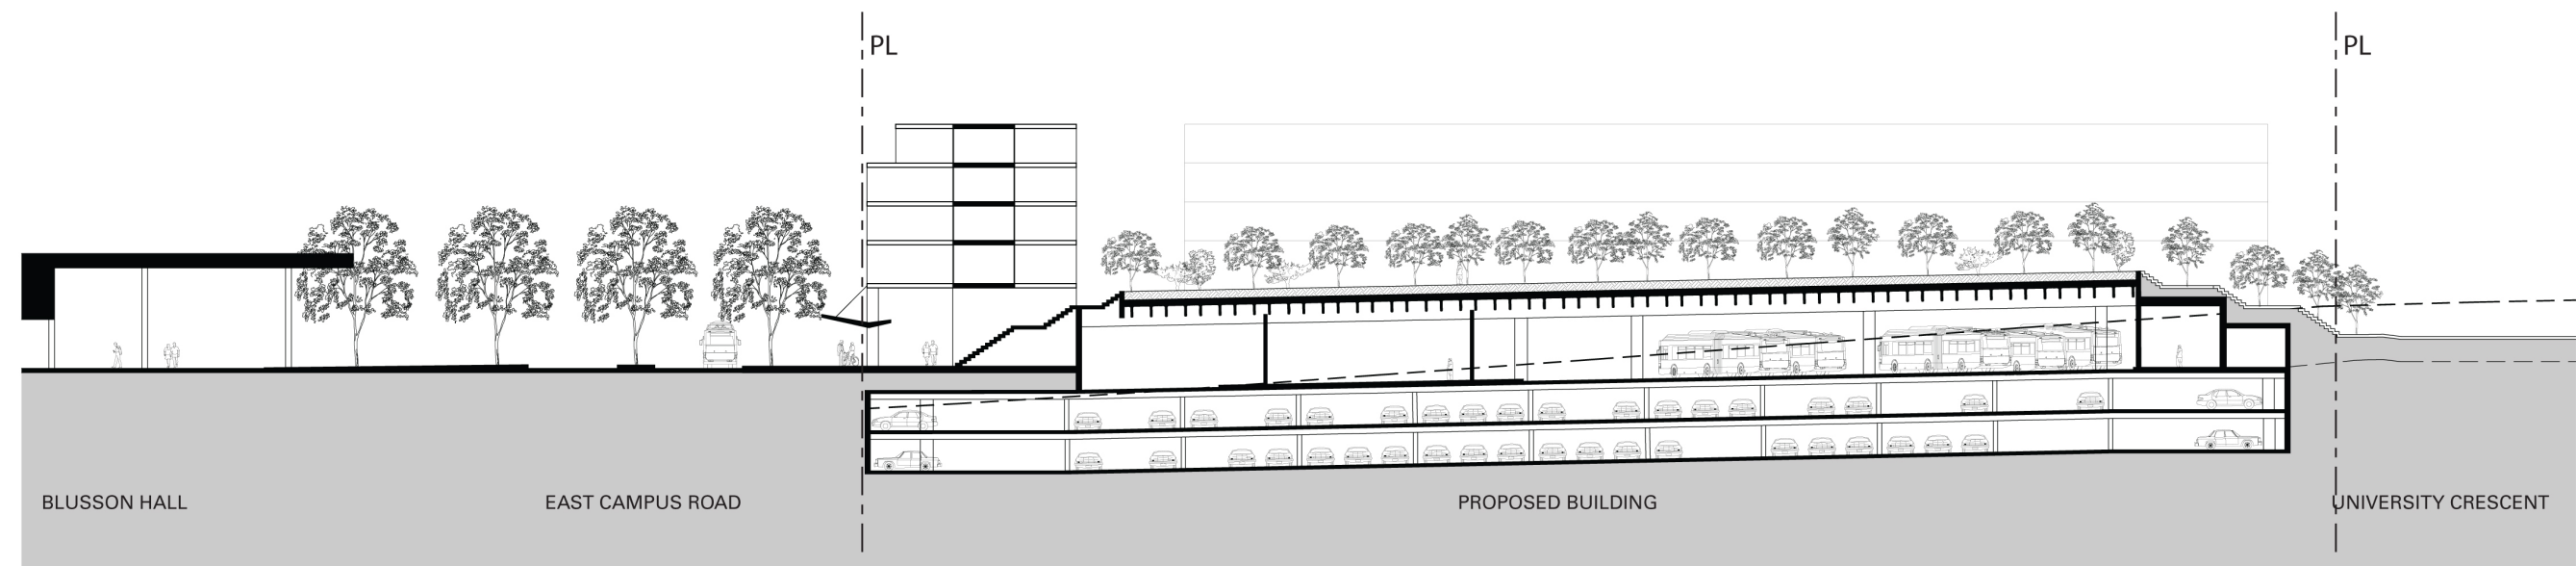 PL
PL
BLUSSON HALL
EAST CAMPUS ROAD
PROPOSED BUILDING
UNIVERSITY CRESCENT